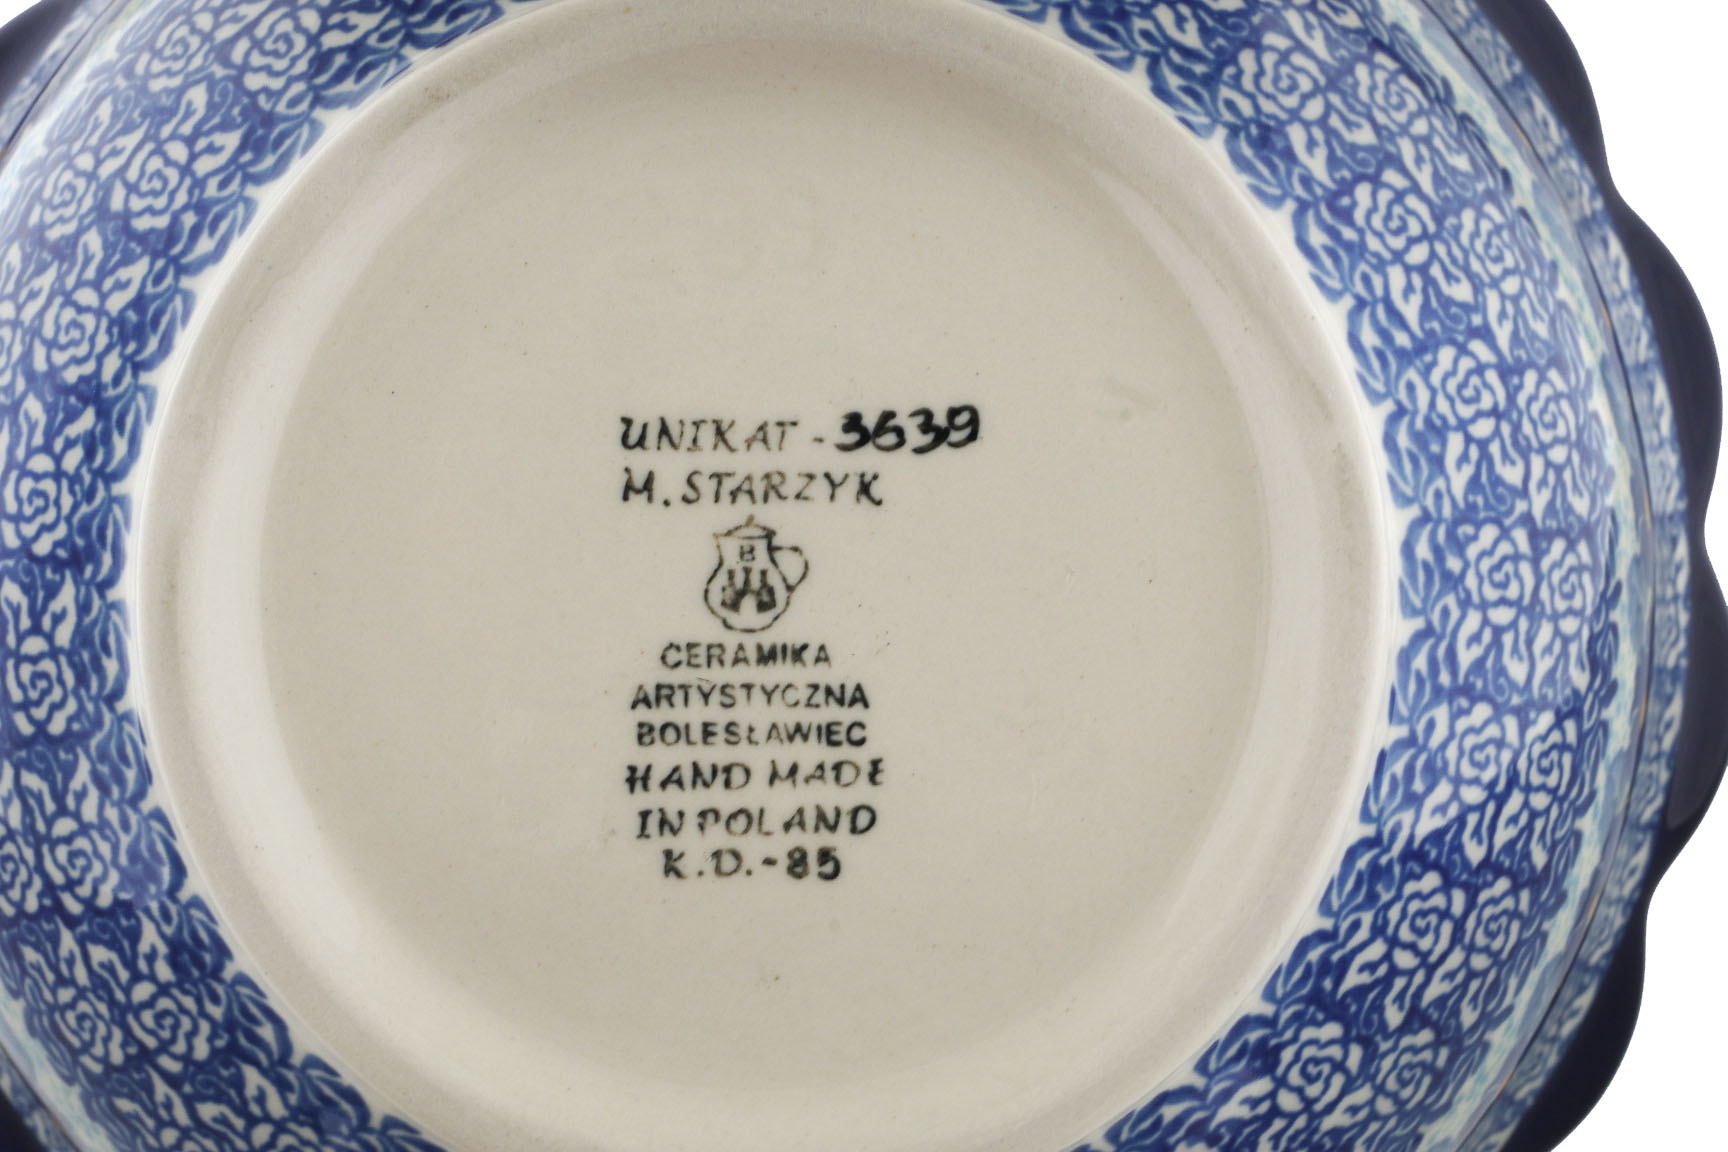 UNIKAT - 3639
M. STARZYK
B
CERAMIKA
ARTYSTYCZNA
BOLESŁAWIEC
HAND MADE
IN POLAND
K.D.-85